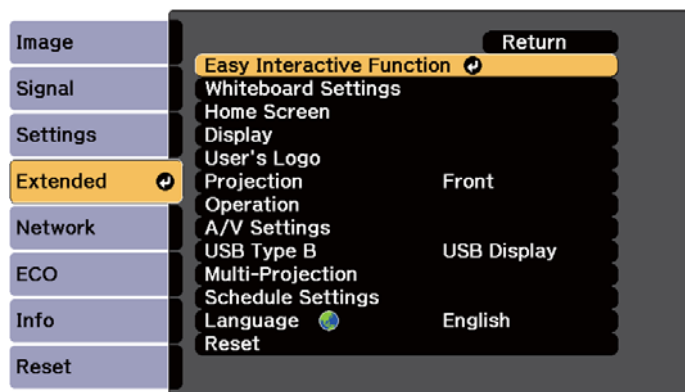 Image
Signal
Settings
Extended
Network
ECO
Info
Reset
Return
Easy Interactive Function
Whiteboard Settings
Home Screen
Display
User's Logo
Projection Front
Operation
A/V Settings
USB Type B USB Display
Multi-Projection
Schedule Settings
Language English
Reset